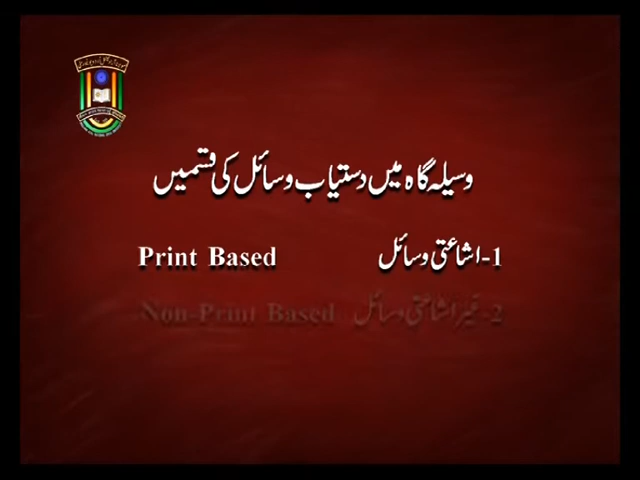 وسیلہ گاہ میں دستیاب وسائل کی قسمیں
1-اشاعتی وسائل Print Based
2-غیر اشاعتی وسائل Non-Print Based